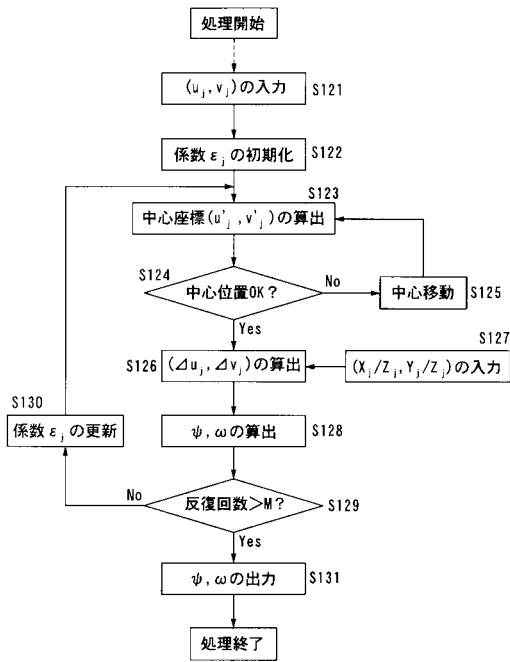 処理開始
(u_j, v_j)の入力
S121
係数 ε_j の初期化
S122
S123
中心座標(u'_j, v'_j)の算出
S124
中心位置OK?
No
中心移動
S125
Yes
S127
S126
(⊿u_j, ⊿v_j)の算出
(X_j/Z_j, Y_j/Z_j)の入力
S130
係数 ε_j の更新
ψ, ωの算出
S128
No
反復回数＞M?
S129
Yes
ψ, ωの出力
S131
処理終了